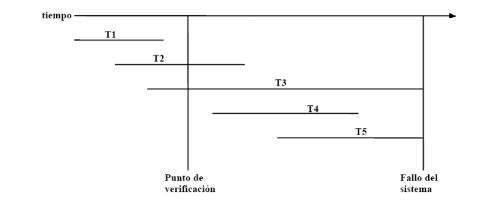 tiempo
T1
T2
T3
T4
T5
Punto de
verificación
Fallo del
sistema